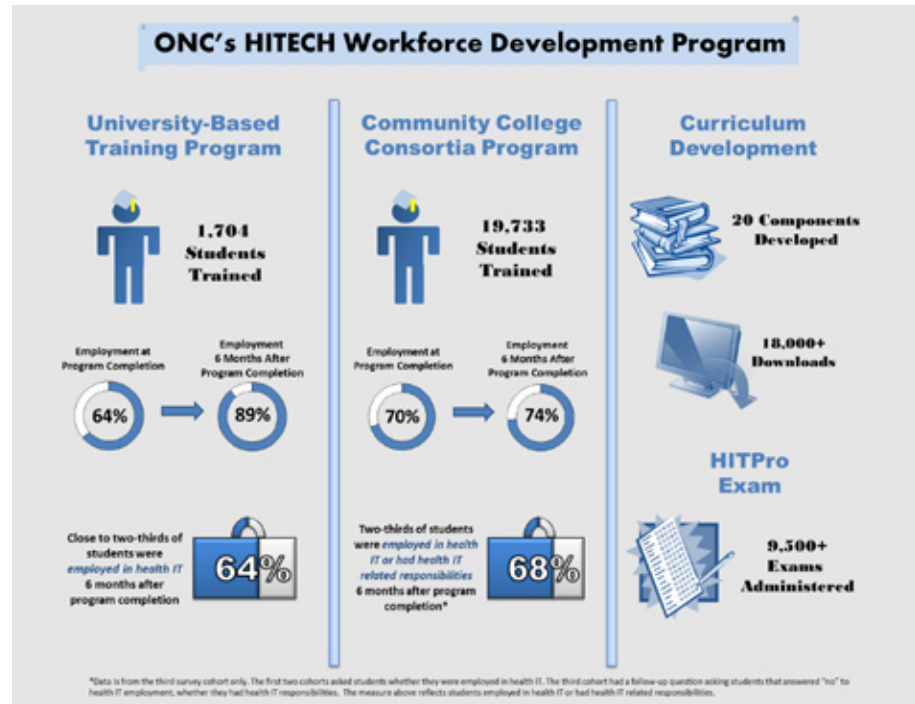 ONC's HITECH Workforce Development Program
University-Based
Training Program
1,704
Students
Trained
Employment at
Program Completion
Employment
6 Months After
Program Completion
64%
89%
Close to two-thirds of
students were
employed in health IT
6 months after
program completion
64%
Community College
Consortia Program
19,733
Students
Trained
Employment at
Program Completion
Employment
6 Months After
Program Completion
70%
74%
Two-thirds of students
were employed in health
IT or had health IT
related responsibilities
6 months after program
completion*
68%
Curriculum
Development
20 Components
Developed
18,000+
Downloads
HITPro
Exam
9,500+
Exams
Administered
*Data is from the third survey cohort only. The first two cohorts asked students whether they were employed in health IT. The third cohort had a follow-up question asking students that answered "no" to
health IT employment, whether they had health IT responsibilities. The measure above reflects students employed in health IT or had health IT related responsibilities.